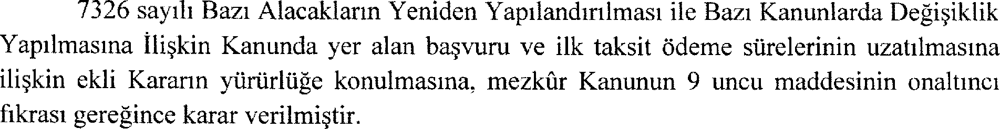 7326 sayılı Bazı Alacakların Yeniden Yapılandırılması ile Bazı Kanunlarda Değişiklik
Yapılmasına İlişkin Kanunda yer alan başvuru ve ilk taksit ödeme sürelerinin uzatılmasına
ilişkin ekli Kararın yürürlüğe konulmasına, mezkûr Kanunun 9 uncu maddesinin onaltıncı
fıkrası gereğince karar verilmiştir.